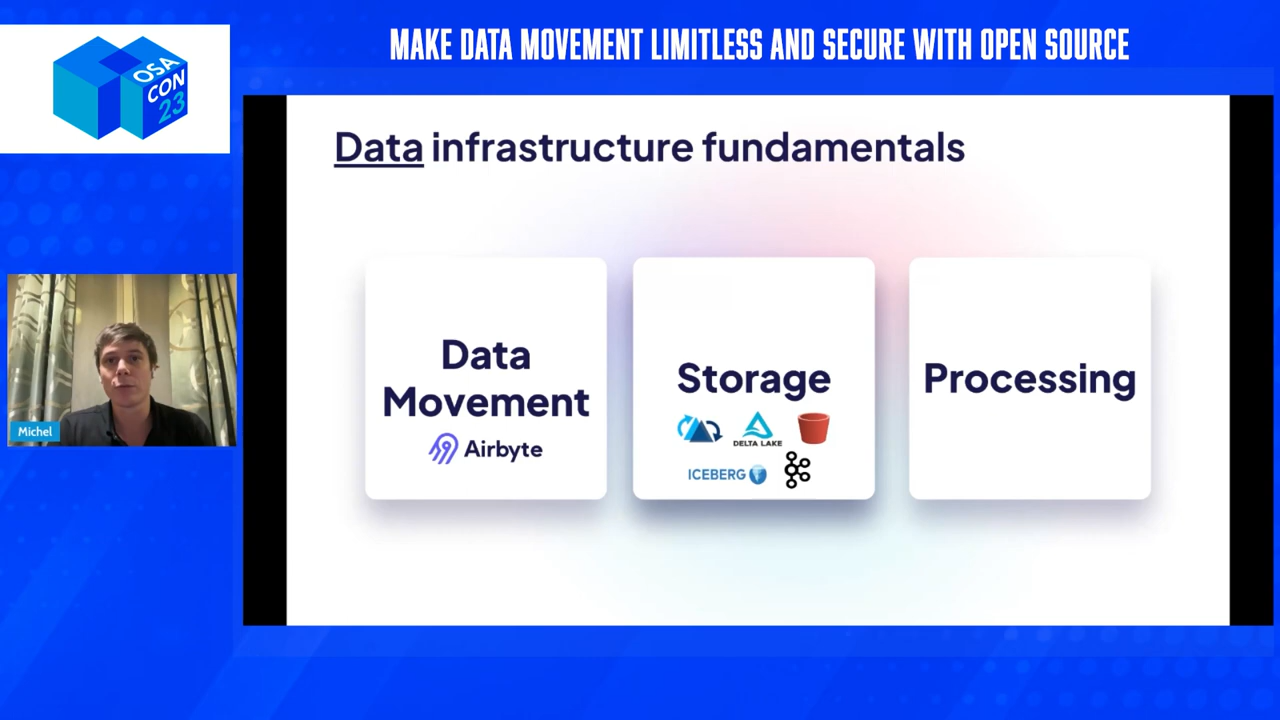 MAKE DATA MOVEMENT LIMITLESS AND SECURE WITH OPEN SOURCE
OSA
CON
23
Data infrastructure fundamentals
Data
Movement
Airbyte
Storage
DELTA LAKE
ICEBERG
Processing
Michel